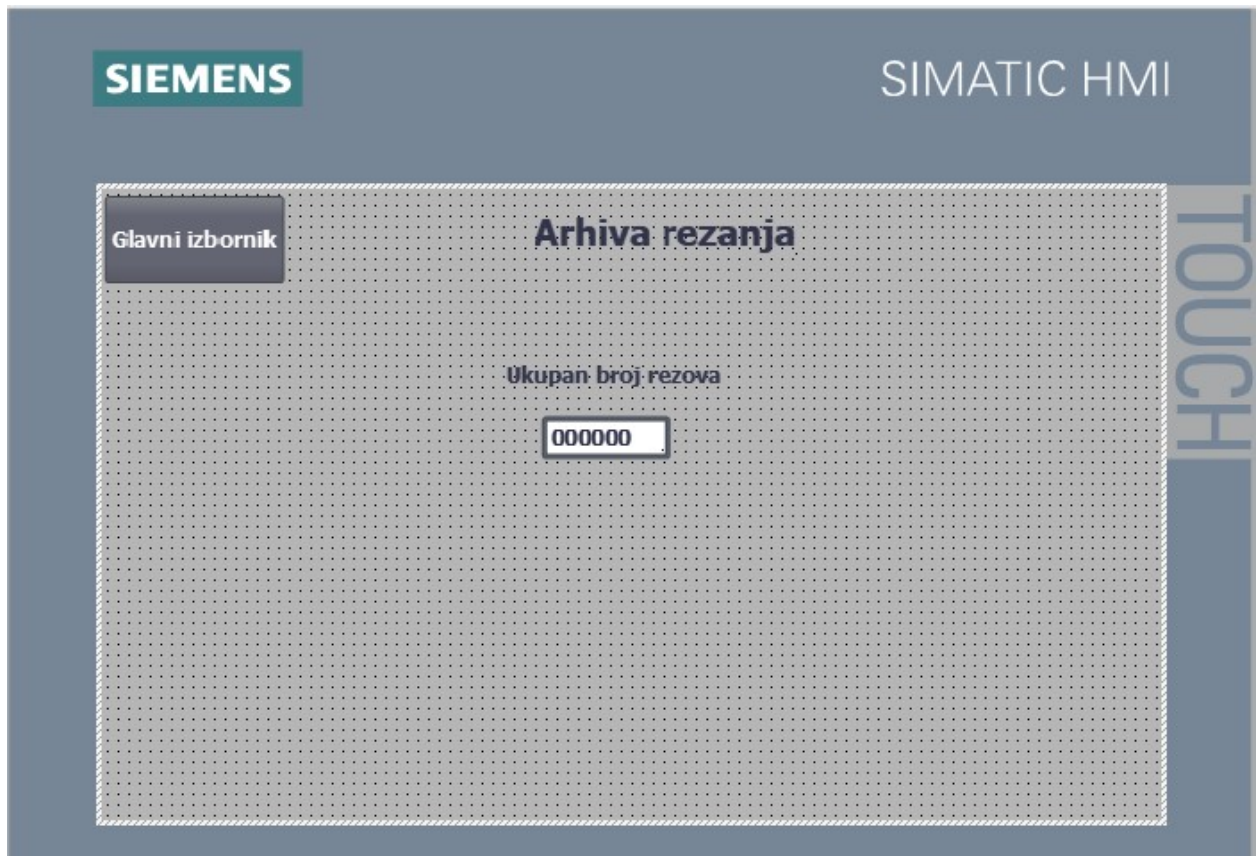 SIEMENS
SIMATIC HMI
TOUCH
Glavni izbornik
Arhiva rezanja
Ukupan broj rezova
000000